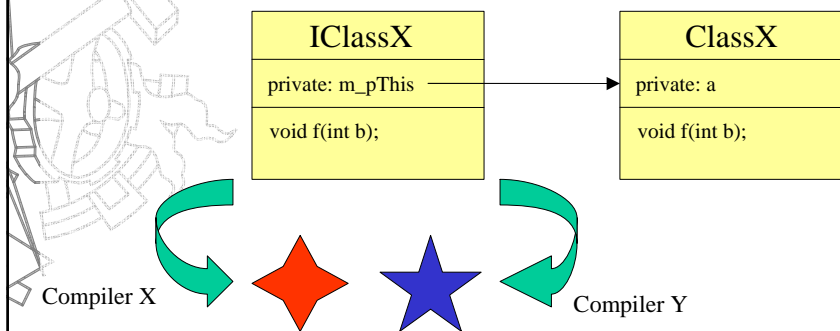 IClassX
private: m_pThis
void f(int b);
ClassX
private: a
void f(int b);
Compiler X
Compiler Y